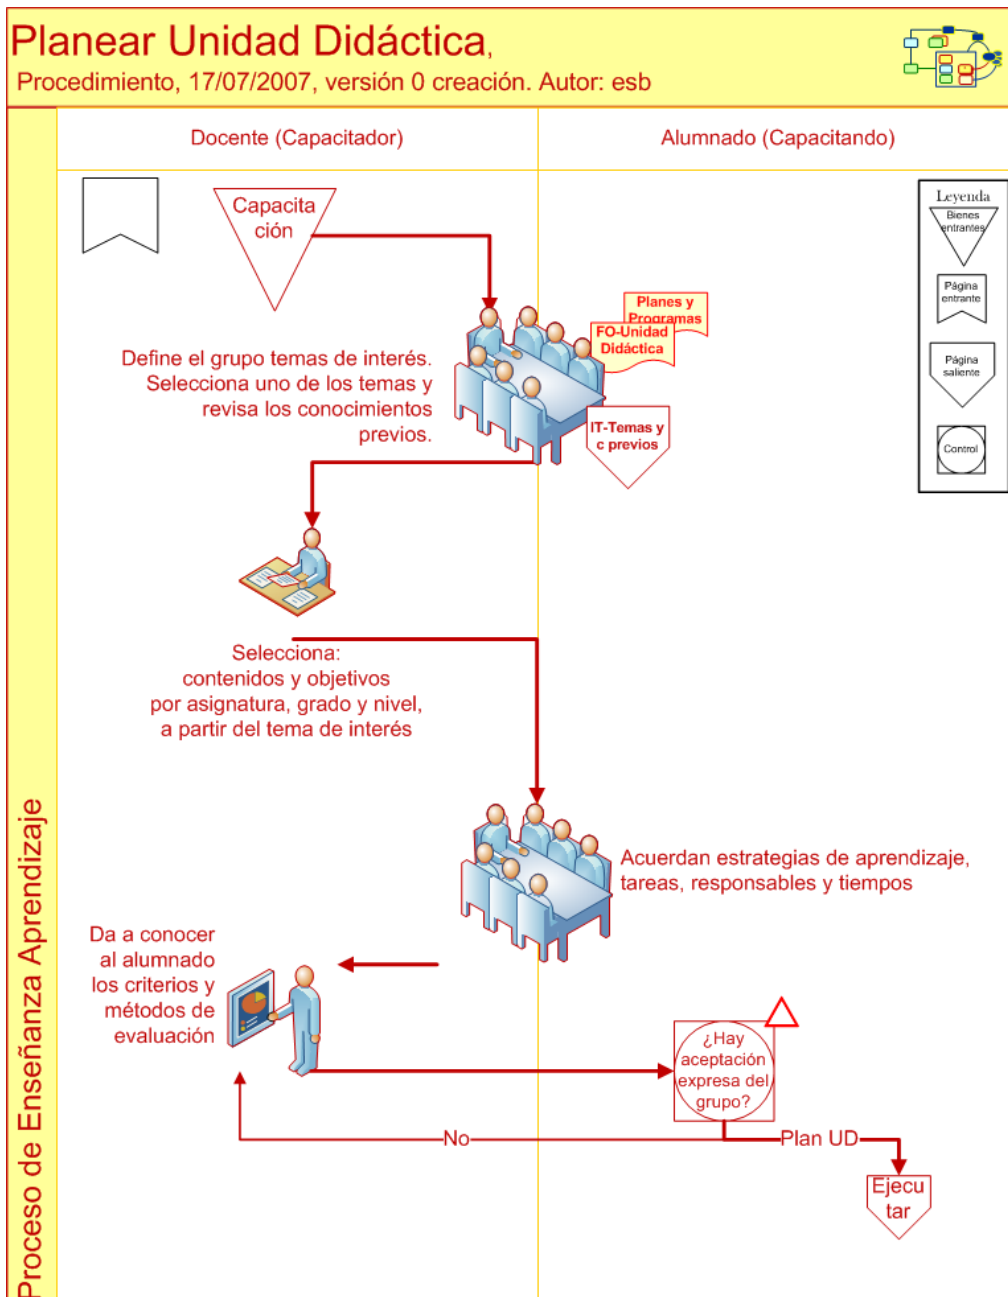 Planear Unidad Didáctica,
Procedimiento, 17/07/2007, versión 0 creación. Autor: esb
Proceso de Enseñanza Aprendizaje
Docente (Capacitador)
Alumnado (Capacitando)
Capacita
ción
Leyenda
Bienes
entrantes
Página
entrante
Página
saliente
Control
Planes y
Programas
FO-Unidad
Didáctica
IT-Temas y
c previos
Define el grupo temas de interés.
Selecciona uno de los temas y
revisa los conocimientos
previos.
Selecciona:
contenidos y objetivos
por asignatura, grado y nivel,
a partir del tema de interés
Acuerdan estrategias de aprendizaje,
tareas, responsables y tiempos
Da a conocer
al alumnado
los criterios y
métodos de
evaluación
¿Hay
aceptación
expresa del
grupo?
No
Plan UD
Ejecu
tar